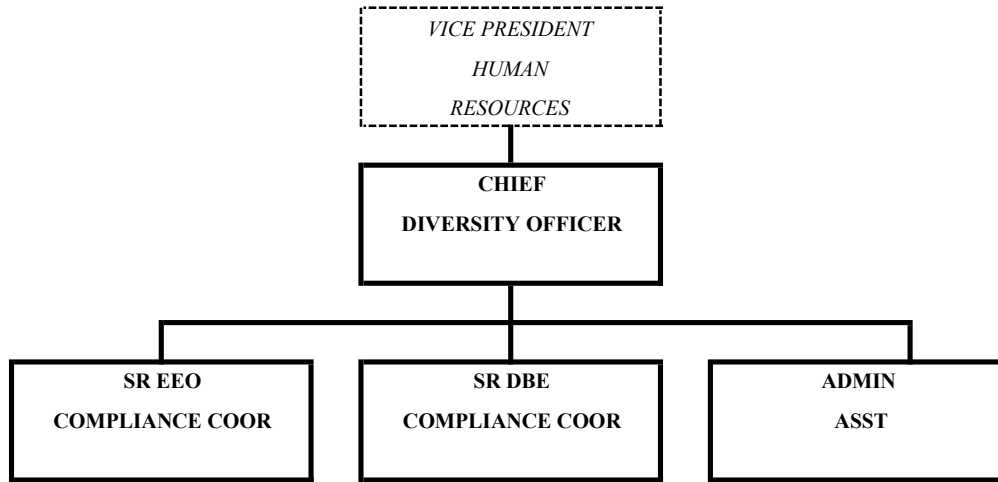 VICE PRESIDENT
HUMAN
RESOURCES
CHIEF
DIVERSITY OFFICER
SR EEO
COMPLIANCE COOR
SR DBE
COMPLIANCE COOR
ADMIN
ASST